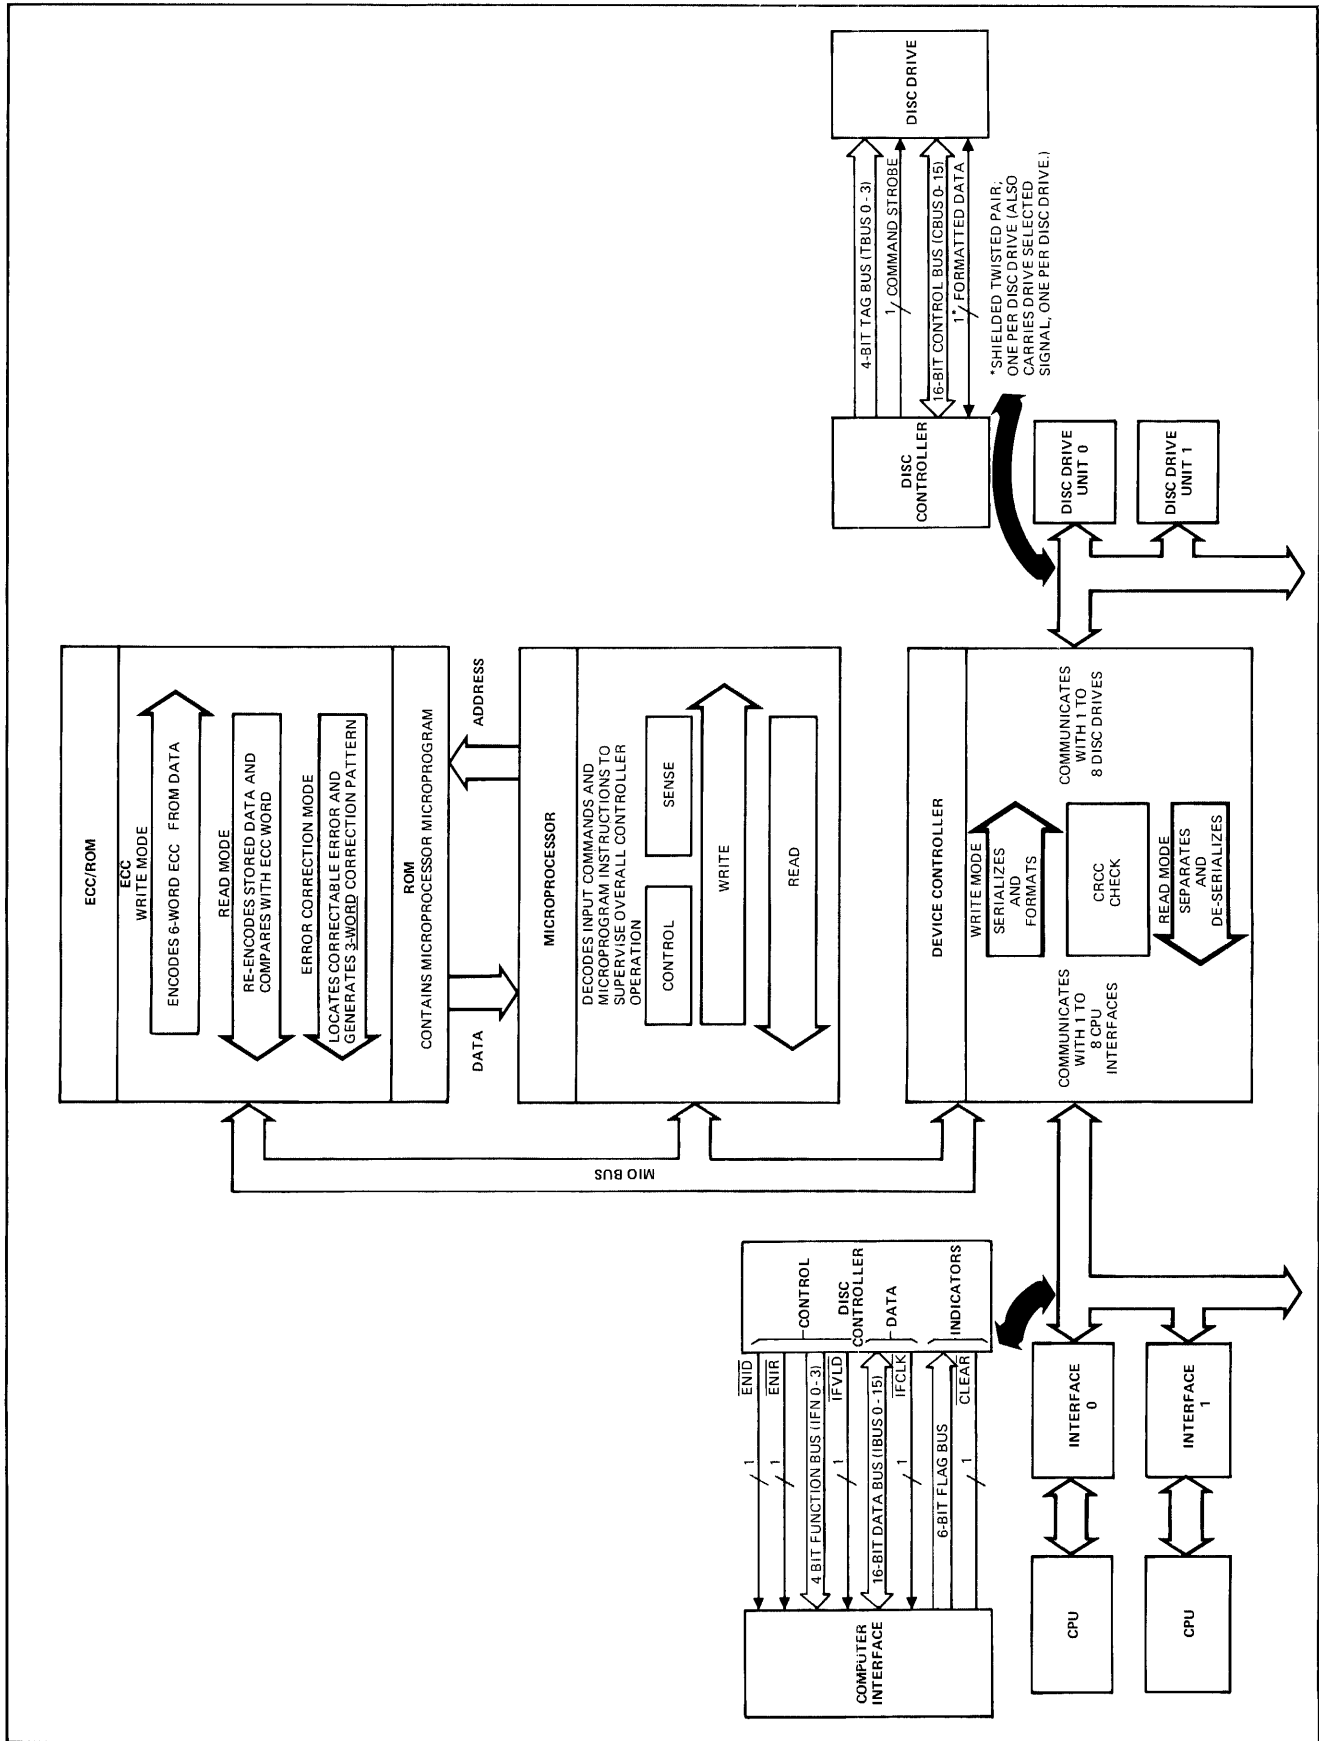 ECC/ROM
ECC
WRITE MODE
ENCODES 6-WORD ECC FROM DATA
READ MODE
RE-ENCODES STORED DATA AND
COMPARES WITH ECC WORD
ERROR CORRECTION MODE
LOCATES CORRECTABLE ERROR AND
GENERATES 3-WORD CORRECTION PATTERN
ROM
CONTAINS MICROPROCESSOR MICROPROGRAM
DATA
ADDRESS
MICROPROCESSOR
DECODES INPUT COMMANDS AND
MICROPROGRAM INSTRUCTIONS TO
SUPERVISE OVERALL CONTROLLER
OPERATION
CONTROL
SENSE
WRITE
READ
MIO BUS
COMPUTER
INTERFACE
ENID
1
ENIR
1
4 BIT FUNCTION BUS (IFN 0 - 3)
IFVLD
1
16-BIT DATA BUS (IBUS 0 - 15)
IFCLK
1
6-BIT FLAG BUS
CLEAR
1
CONTROL
DISC
CONTROLLER
DATA
INDICATORS
DISC
CONTROLLER
4-BIT TAG BUS (TBUS 0 - 3)
1
COMMAND STROBE
16-BIT CONTROL BUS (CBUS 0- 15)
1*
FORMATTED DATA
DISC DRIVE
*SHIELDED TWISTED PAIR;
ONE PER DISC DRIVE (ALSO
CARRIES DRIVE SELECTED
SIGNAL, ONE PER DISC DRIVE.)
DEVICE CONTROLLER
WRITE MODE
SERIALIZES
AND
FORMATS
CRCC
CHECK
READ MODE
SEPARATES
AND
DE-SERIALIZES
COMMUNICATES
WITH 1 TO
8 CPU
INTERFACES
COMMUNICATES
WITH 1 TO
8 DISC DRIVES
CPU
INTERFACE
0
DISC DRIVE
UNIT 0
CPU
INTERFACE
1
DISC DRIVE
UNIT 1